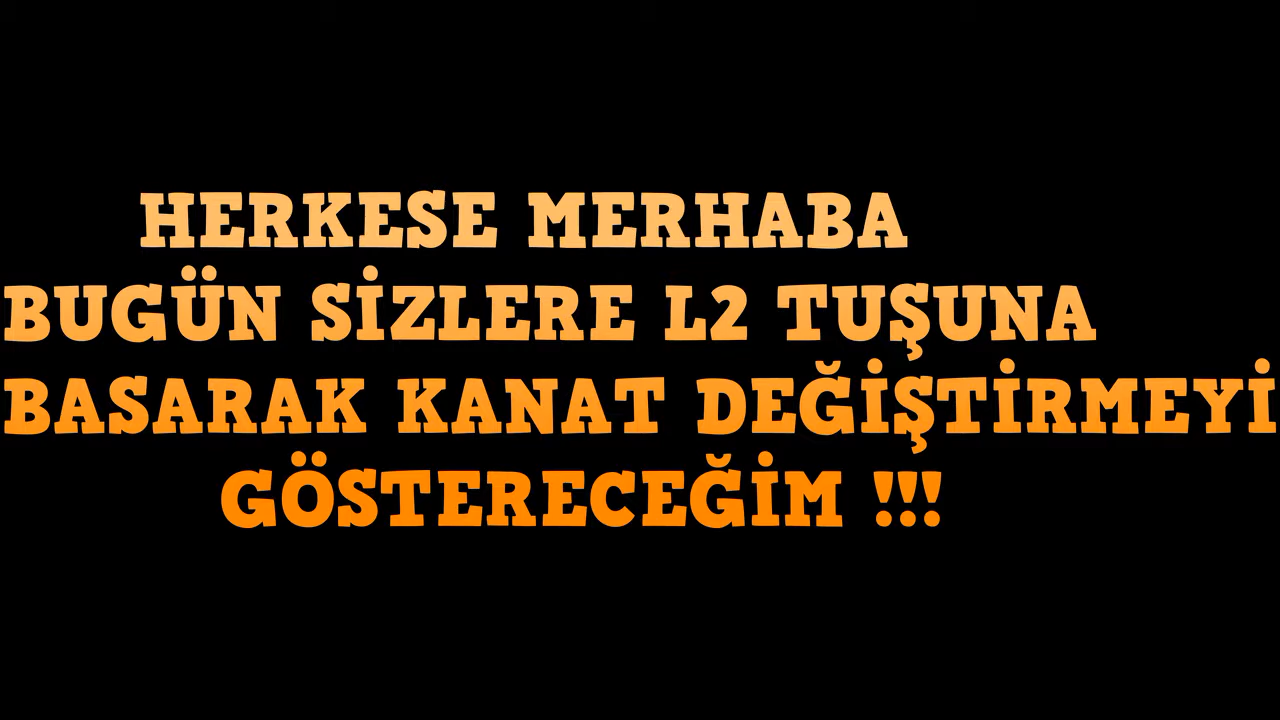 HERKESE MERHABA
BUGÜN SİZLERE L2 TUŞUNA
BASARAK KANAT DEĞİŞTİRMEYİ
GÖSTERECEĞİM !!!